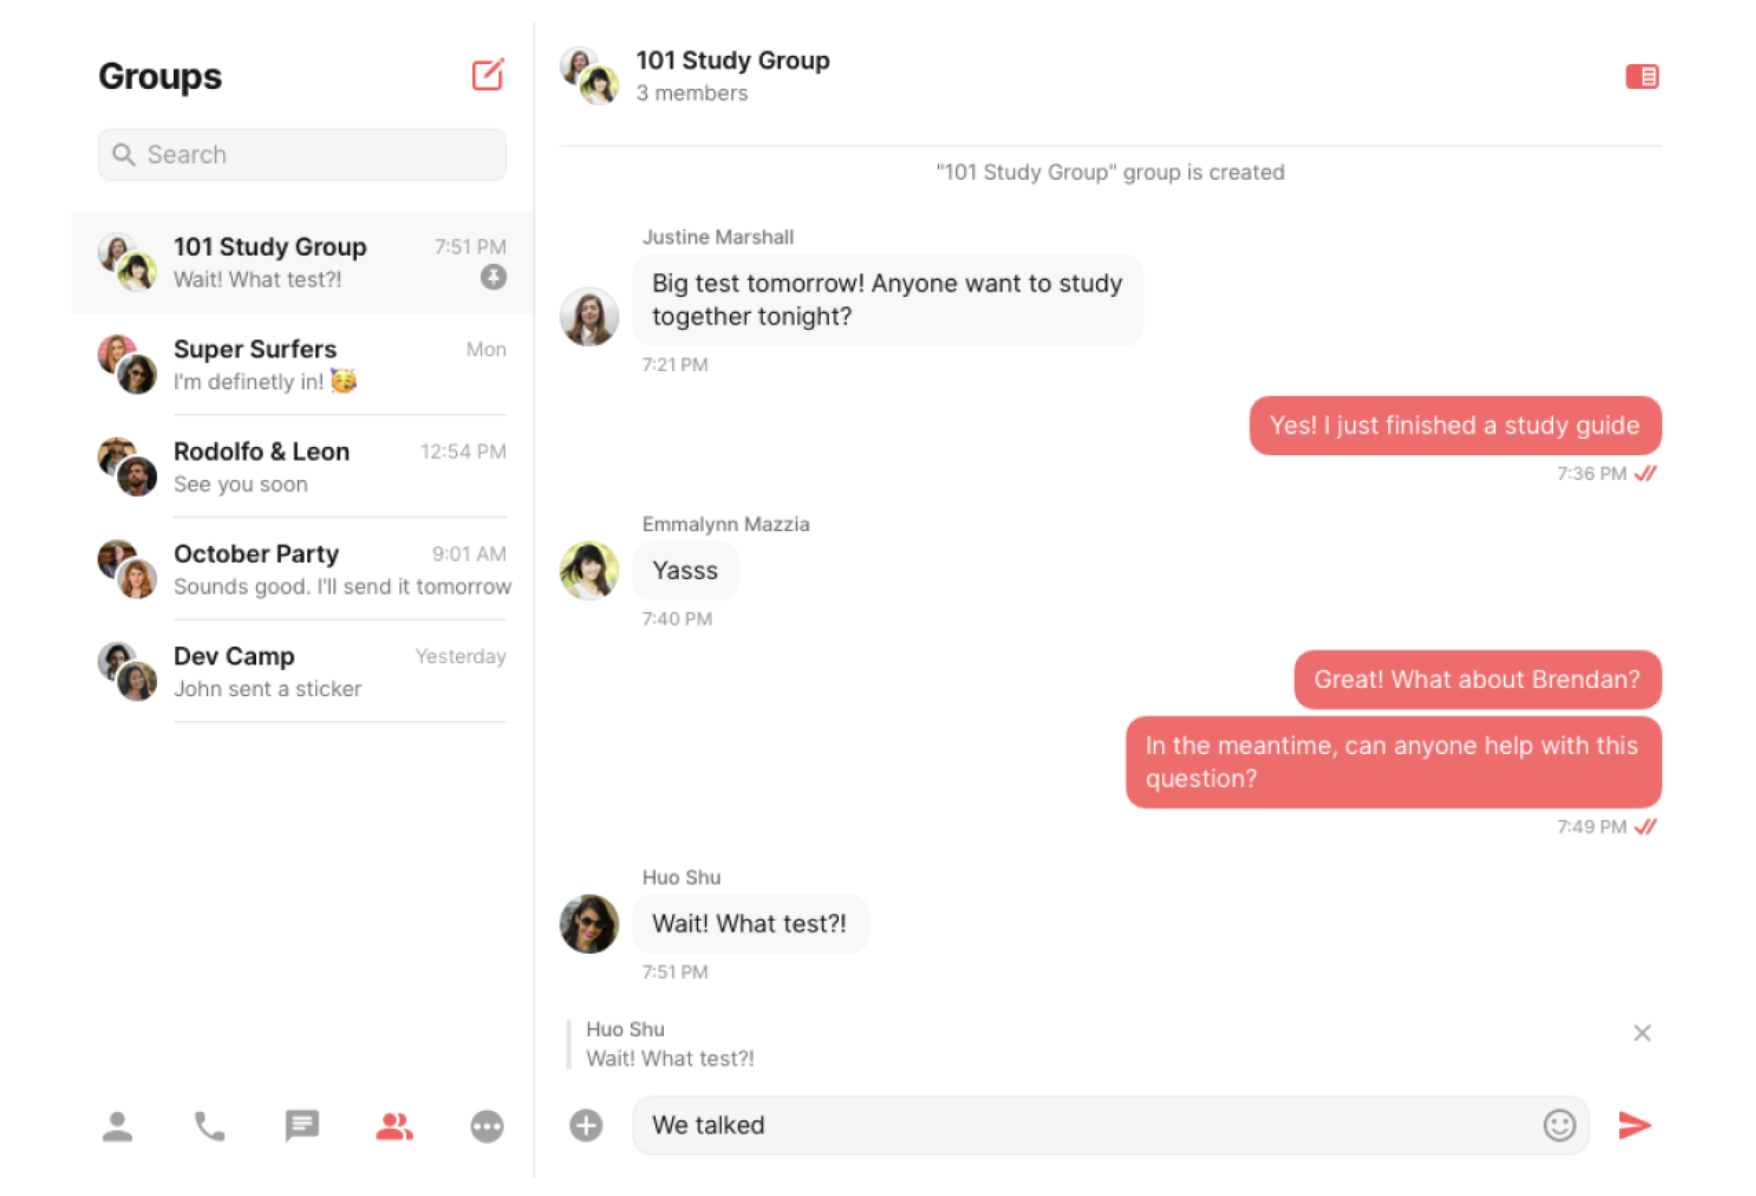 Groups
Search
101 Study Group
7:51 PM
Wait! What test?!
Super Surfers
Mon
I'm definetly in! 🥳
Rodolfo & Leon
12:54 PM
See you soon
October Party
9:01 AM
Sounds good. I'll send it tomorrow
Dev Camp
Yesterday
John sent a sticker
101 Study Group
3 members
"101 Study Group" group is created
Justine Marshall
Big test tomorrow! Anyone want to study
together tonight?
7:21 PM
Yes! I just finished a study guide
7:36 PM
Emmalynn Mazzia
Yasss
7:40 PM
Great! What about Brendan?
In the meantime, can anyone help with this
question?
7:49 PM
Huo Shu
Wait! What test?!
7:51 PM
Huo Shu
Wait! What test?!
We talked